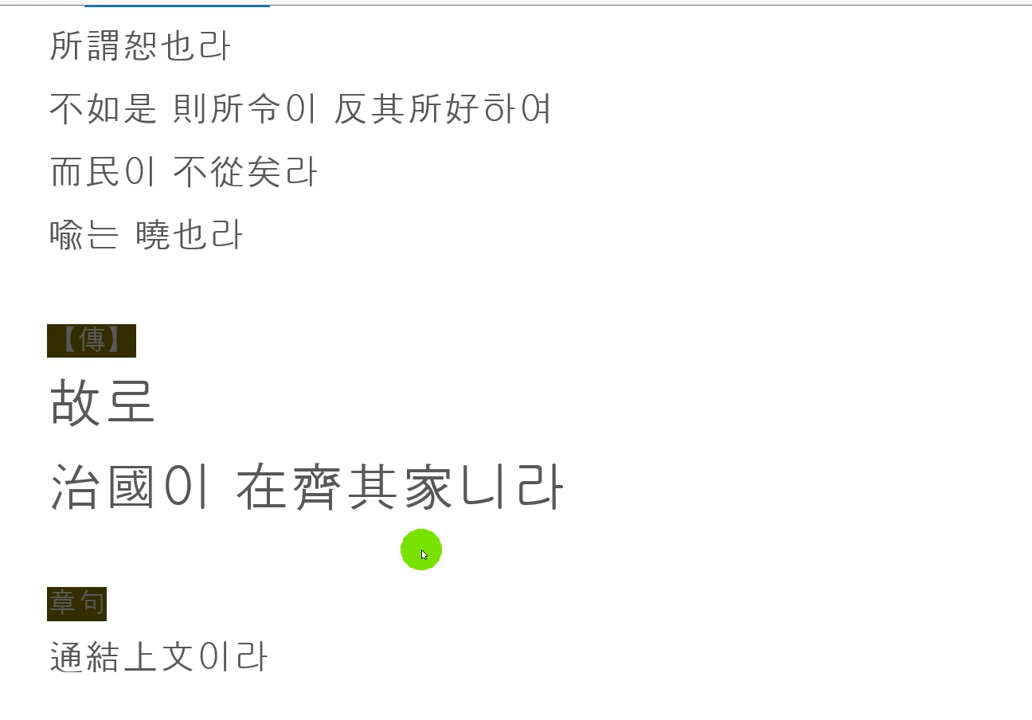 所謂恕也라
不如是 則所令이 反其所好하여
而民이 不從矣라
喩는 曉也라
【傳】
故로
治國이 在齊其家니라
章句
通結上文이라